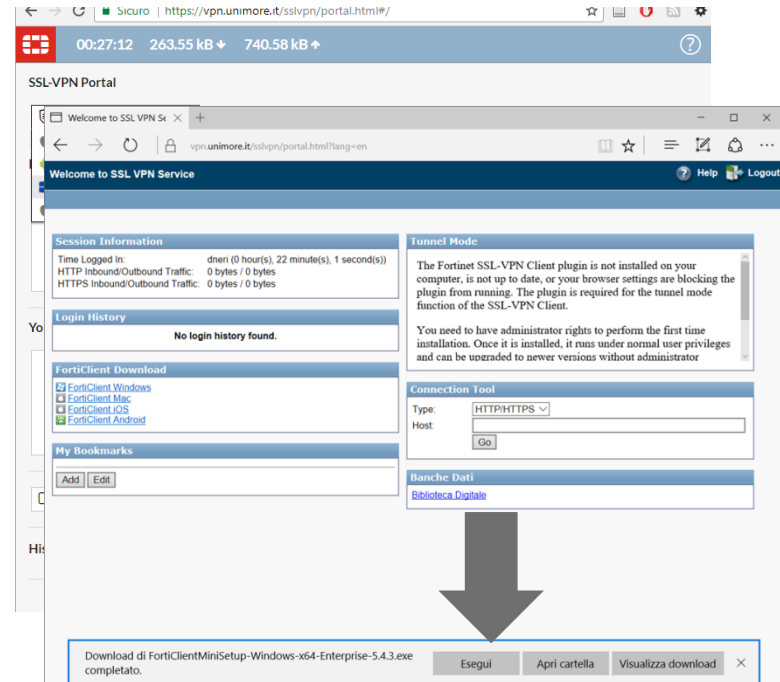 Sicuro | https://vpn.unimore.it/sslvpn/portal.html#/
00:27:12 263.55 kB 740.58 kB
SSL-VPN Portal
Welcome to SSL VPN Se
vpn.unimore.it/sslvpn/portal.html?lang=en
Welcome to SSL VPN Service
Help Logout
Session Information
Time Logged In: dneri (0 hour(s), 22 minute(s), 1 second(s))
HTTP Inbound/Outbound Traffic: 0 bytes / 0 bytes
HTTPS Inbound/Outbound Traffic: 0 bytes / 0 bytes
Login History
No login history found.
FortiClient Download
FortiClient Windows
FortiClient Mac
FortiClient iOS
FortiClient Android
My Bookmarks
Add Edit
Tunnel Mode
The Fortinet SSL-VPN Client plugin is not installed on your
computer, is not up to date, or your browser settings are blocking the
plugin from running. The plugin is required for the tunnel mode
function of the SSL-VPN Client.
You need to have administrator rights to perform the first time
installation. Once it is installed, it runs under normal user privileges
and can be upgraded to newer versions without administrator
Connection Tool
Type: HTTP/HTTPS
Host:
Go
Banche Dati
Biblioteca Digitale
Yo
His
Download di FortiClientMiniSetup-Windows-x64-Enterprise-5.4.3.exe
completato.
Esegui Apri cartella Visualizza download